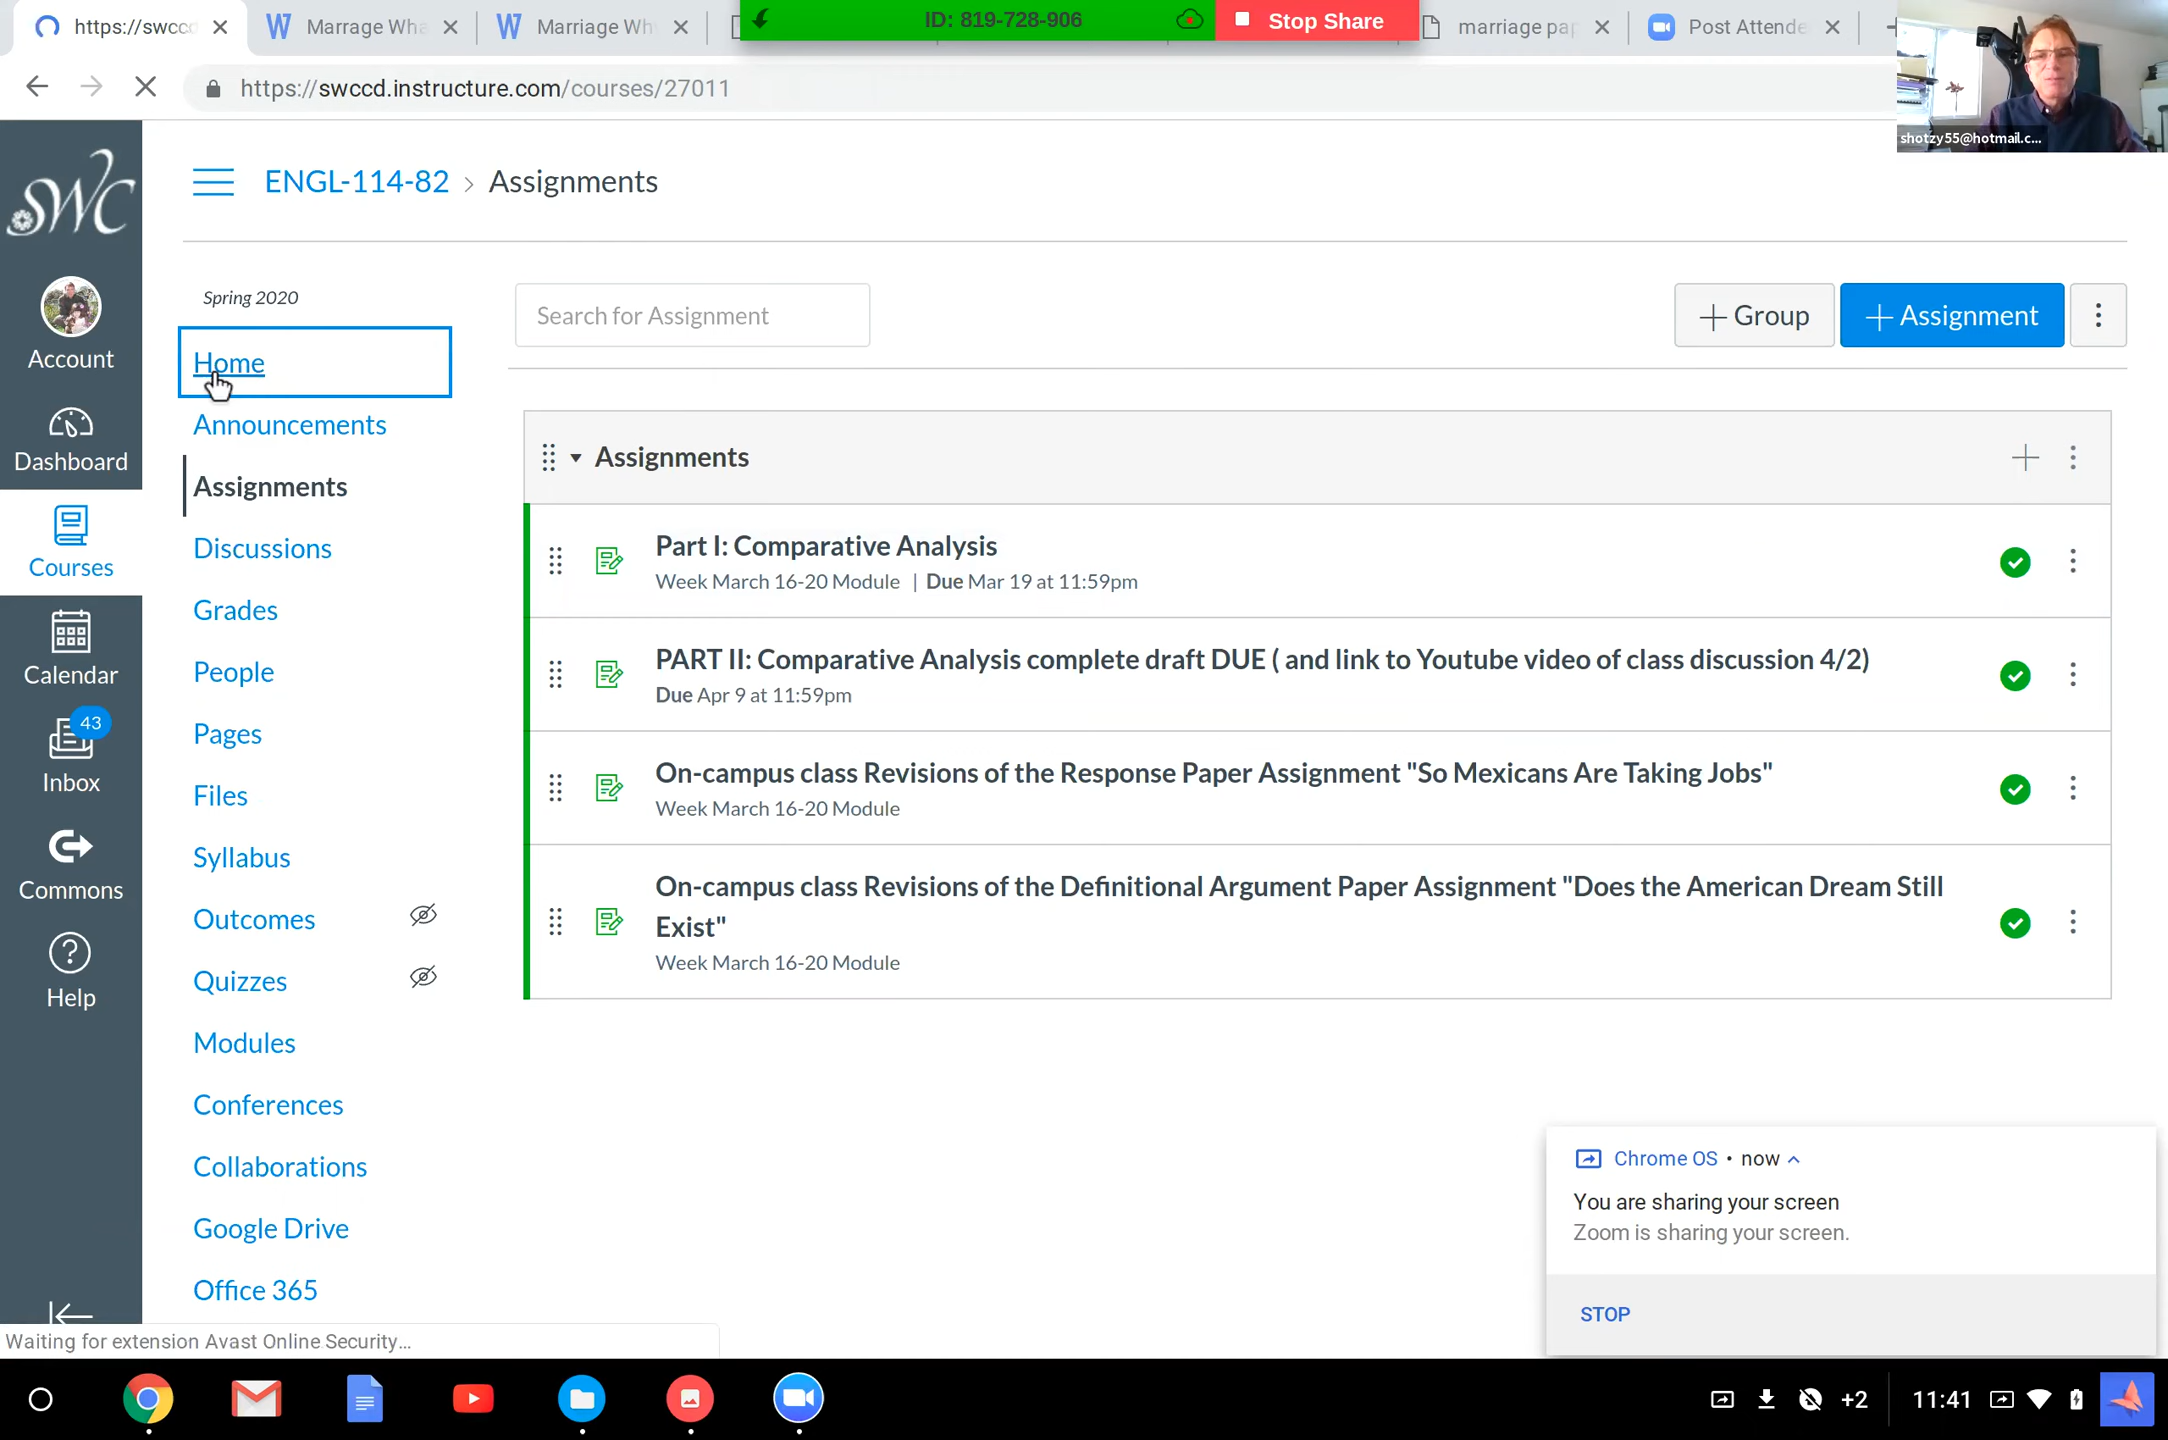 https://swccd
Marrage Wha
Marriage Wh
ID: 819-728-906
Stop Share
marriage pap
Post Attende
https://swccd.instructure.com/courses/27011
shotzy55@hotmail.c...
SWC
ENGL-114-82 > Assignments
Spring 2020
Search for Assignment
+ Group
+ Assignment
Account
Dashboard
Courses
Calendar
43
Inbox
Commons
Help
Home
Announcements
Assignments
Discussions
Grades
People
Pages
Files
Syllabus
Outcomes
Quizzes
Modules
Conferences
Collaborations
Google Drive
Office 365
Assignments
Part I: Comparative Analysis
Week March 16-20 Module | Due Mar 19 at 11:59pm
PART II: Comparative Analysis complete draft DUE ( and link to Youtube video of class discussion 4/2)
Due Apr 9 at 11:59pm
On-campus class Revisions of the Response Paper Assignment "So Mexicans Are Taking Jobs"
Week March 16-20 Module
On-campus class Revisions of the Definitional Argument Paper Assignment "Does the American Dream Still
Exist"
Week March 16-20 Module
Chrome OS • now
You are sharing your screen
Zoom is sharing your screen.
STOP
Waiting for extension Avast Online Security...
+2
11:41